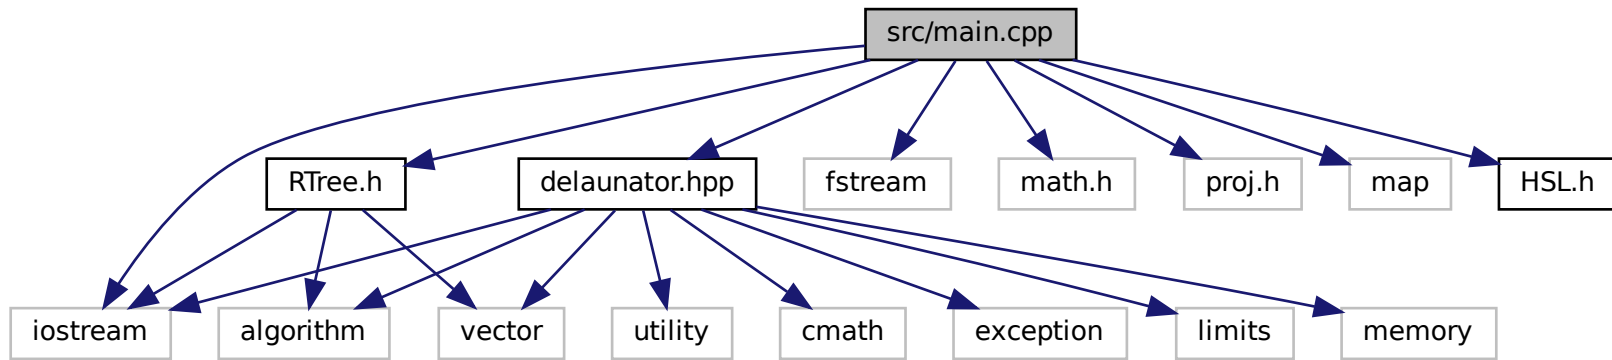 src/main.cpp
RTree.h
delaunator.hpp
fstream
math.h
proj.h
map
HSL.h
iostream
algorithm
vector
utility
cmath
exception
limits
memory